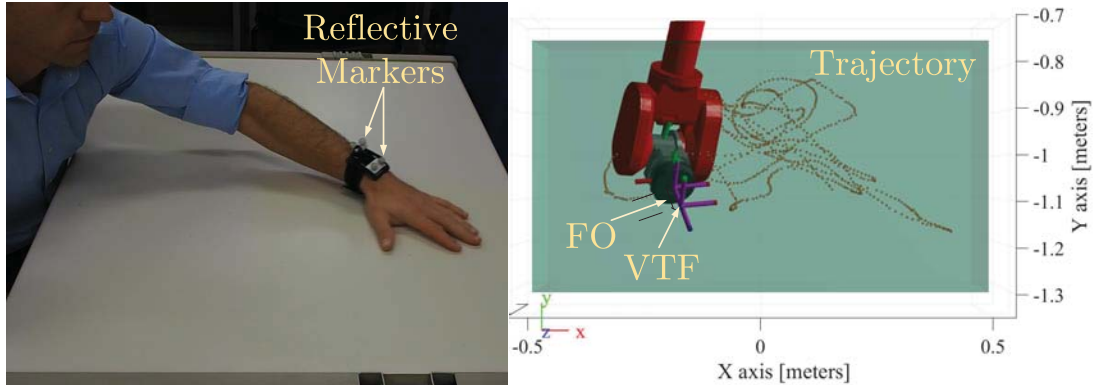 Reflective
Markers
Trajectory
FO
VTF
-0.7
-0.8
-0.9
-1
-1.1
-1.2
-1.3
Y axis [meters]
y
z
x
-0.5
0
0.5
X axis [meters]